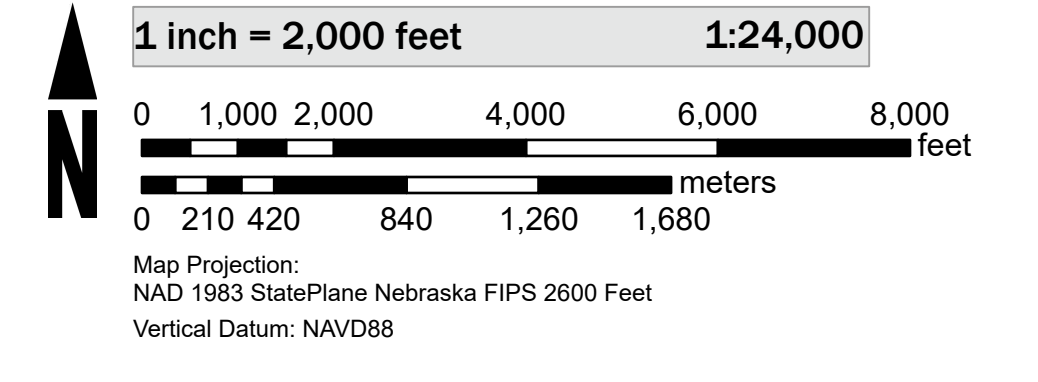 1 inch = 2,000 feet 1:24,000
0 1,000 2,000 4,000 6,000 8,000
feet
N
meters
0 210 420 840 1,260 1,680
Map Projection:
NAD 1983 StatePlane Nebraska FIPS 2600 Feet
Vertical Datum: NAVD88